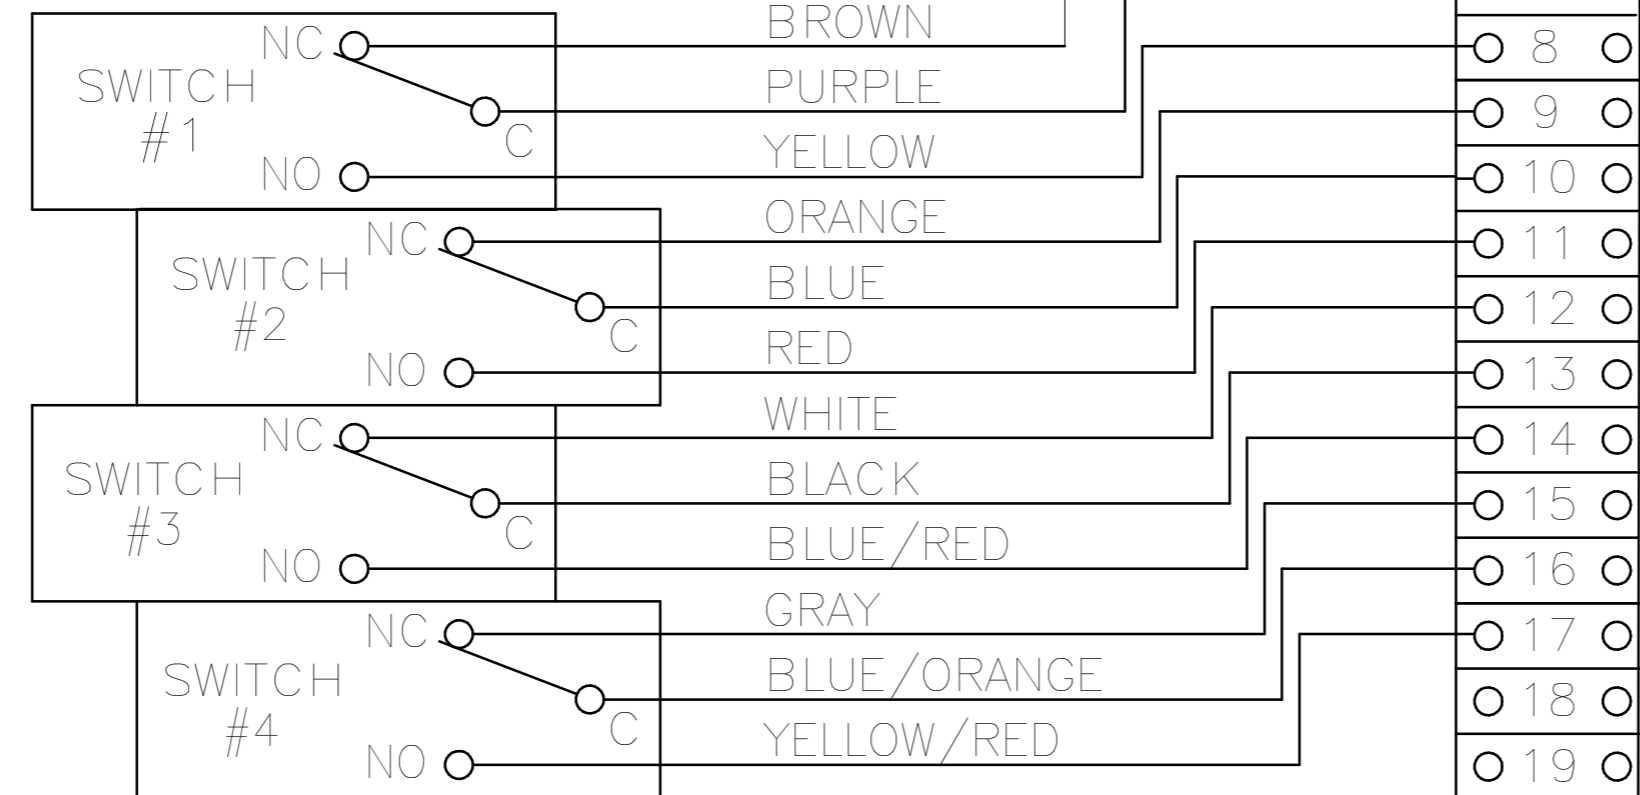 NC
BROWN
8
SWITCH
#1
PURPLE
C
9
NO
YELLOW
10
NC
ORANGE
11
SWITCH
#2
BLUE
C
12
NO
RED
13
NC
WHITE
14
SWITCH
#3
BLACK
C
15
NO
BLUE/RED
16
NC
GRAY
17
SWITCH
#4
BLUE/ORANGE
C
18
NO
YELLOW/RED
19